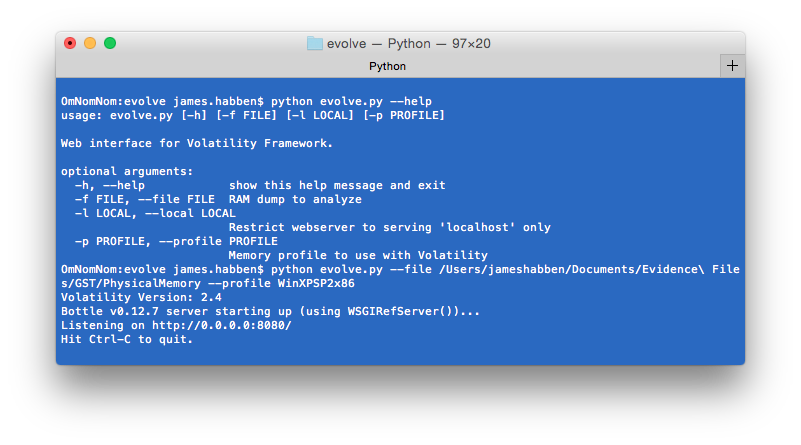 evolve — Python — 97×20
Python
+
OmNomNom:evolve james.habben$ python evolve.py --help
usage: evolve.py [-h] [-f FILE] [-l LOCAL] [-p PROFILE]
Web interface for Volatility Framework.
optional arguments:
-h, --help show this help message and exit
-f FILE, --file FILE RAM dump to analyze
-l LOCAL, --local LOCAL
Restrict webserver to serving 'localhost' only
-p PROFILE, --profile PROFILE
Memory profile to use with Volatility
OmNomNom:evolve james.habben$ python evolve.py --file /Users/jameshabben/Documents/Evidence\ File
s/GST/PhysicalMemory --profile WinXPSP2x86
Volatility Version: 2.4
Bottle v0.12.7 server starting up (using WSGIRefServer())...
Listening on http://0.0.0.0:8080/
Hit Ctrl-C to quit.